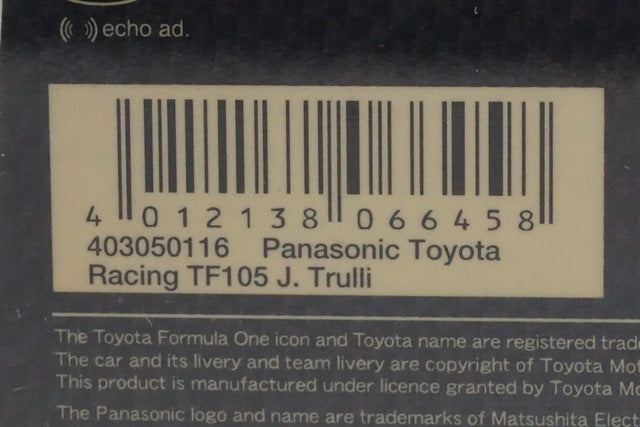 echo ad.
4 012138 066458
403050116 Panasonic Toyota
Racing TF105 J. Trulli
The Toyota Formula One icon and Toyota name are registered
The car and its livery and team livery are copyright of Toyota
This product is manufactured under licence granted by Toyota
The Panasonic logo and name are trademarks of Matsushita